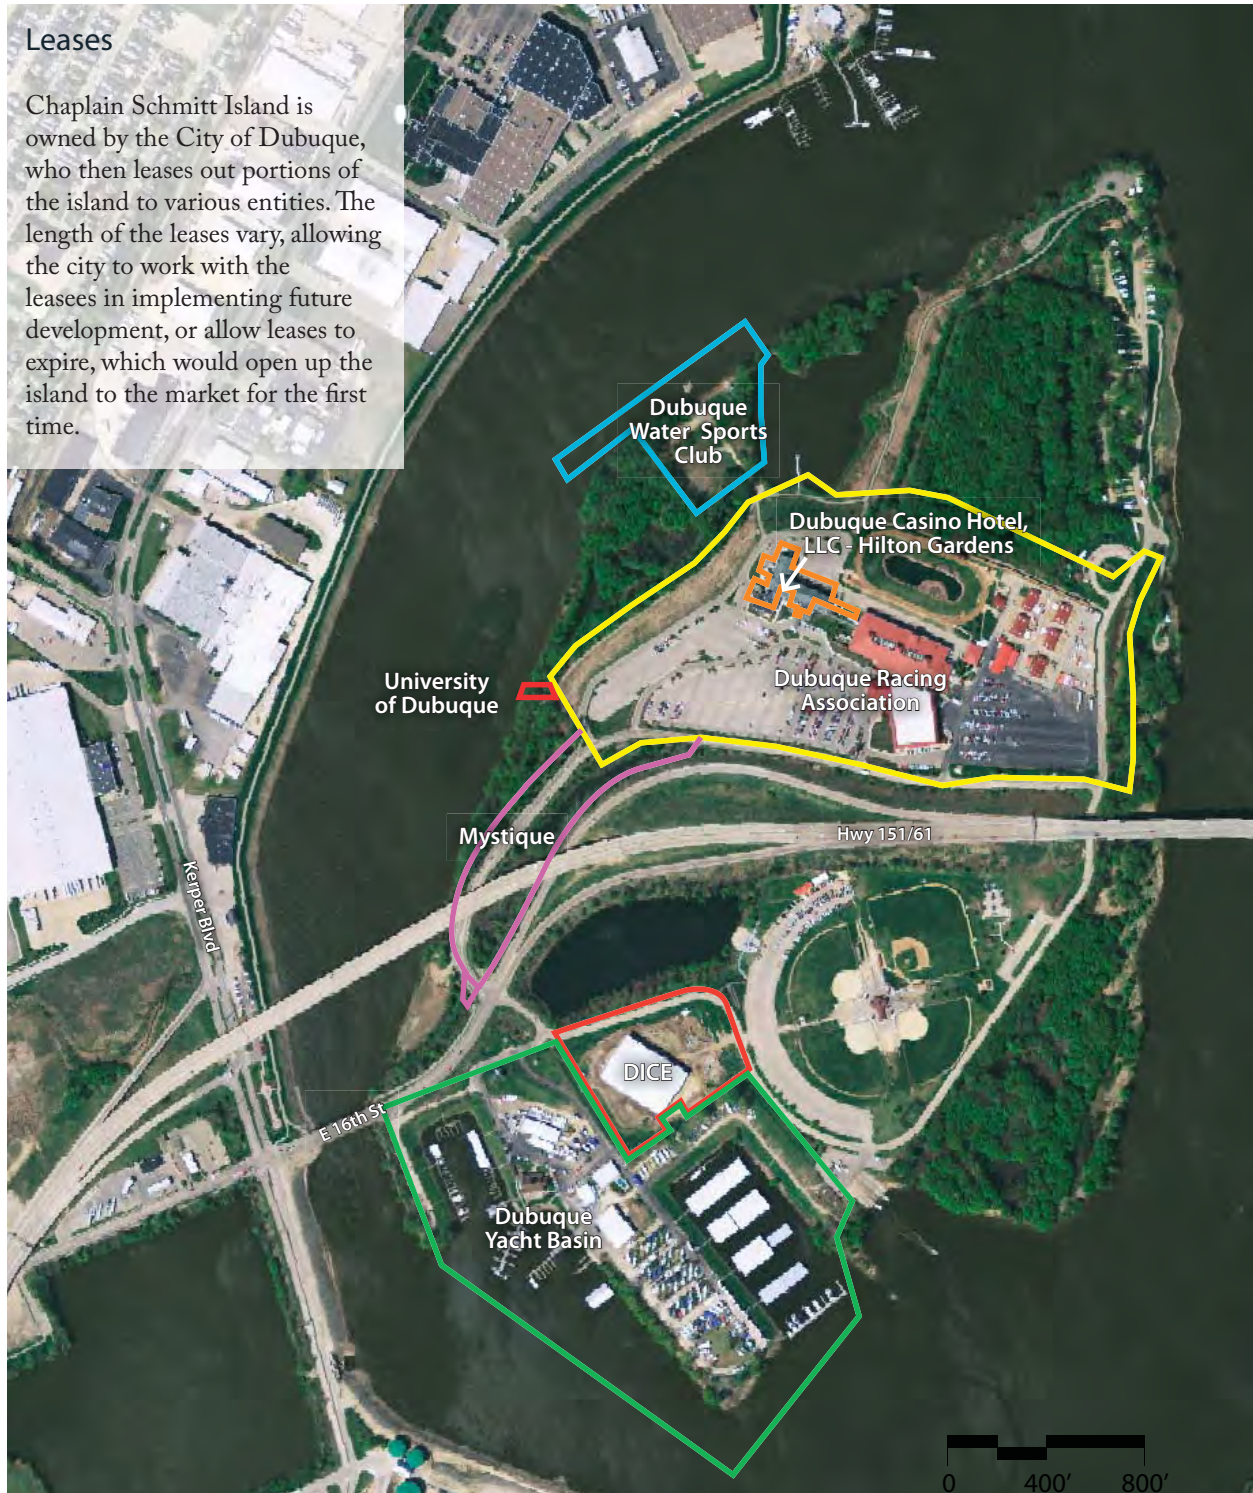 Leases
Chaplain Schmitt Island is
owned by the City of Dubuque,
who then leases out portions of
the island to various entities. The
length of the leases vary, allowing
the city to work with the
leasees in implementing future
development, or allow leases to
expire, which would open up the
island to the market for the first
time.
Dubuque
Water Sports
Club
Dubuque Casino Hotel,
LLC - Hilton Gardens
University
of Dubuque
Dubuque Racing
Association
Mystique
Hwy 151/61
Kerper Blvd
DICE
E 16th St
Dubuque
Yacht Basin
0 400' 800'